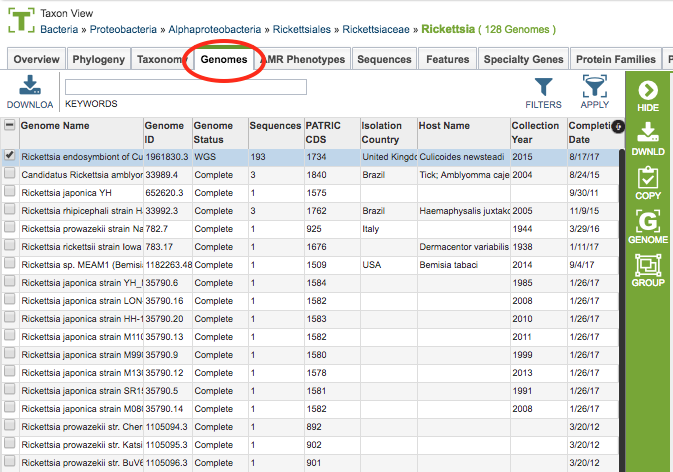 Taxon View
Bacteria » Proteobacteria » Alphaproteobacteria » Rickettsiales » Rickettsiaceae » Rickettsia ( 128 Genomes )
Overview Phylogeny Taxonomy Genomes AMR Phenotypes Sequences Features Specialty Genes Protein Families P
DOWNLOA KEYWORDS FILTERS APPLY
HIDE
DWNLD
COPY
GENOME
GROUP
Genome Name Genome ID Genome Status Sequences PATRIC CDS Isolation Country Host Name Collection Year Completi Date
Rickettsia endosymbiont of Cu 1961830.3 WGS 193 1734 United Kingdo Culicoides newsteadi 2015 8/17/17
Candidatus Rickettsia amblyor 33989.4 Complete 3 1840 Brazil Tick; Amblyomma caje 2004 8/24/15
Rickettsia japonica YH 652620.3 Complete 1 1575 9/30/11
Rickettsia rhipicephali strain H 33992.3 Complete 3 1762 Brazil Haemaphysalis juxtako 2005 11/9/15
Rickettsia prowazekii strain Na 782.7 Complete 1 925 Italy 1944 3/29/16
Rickettsia rickettsii strain Iowa 783.17 Complete 1 1676 Dermacentor variabilis 1938 1/11/17
Rickettsia sp. MEAM1 (Bemisia 1182263.48 Complete 1 1509 USA Bemisia tabaci 2014 9/4/17
Rickettsia japonica strain YH_ 35790.6 Complete 1 1584 1985 1/26/17
Rickettsia japonica strain LON 35790.16 Complete 1 1582 2008 1/26/17
Rickettsia japonica strain HH-1 35790.20 Complete 1 1583 2010 1/26/17
Rickettsia japonica strain M110 35790.13 Complete 1 1582 2011 1/26/17
Rickettsia japonica strain M99 35790.9 Complete 1 1580 1999 1/26/17
Rickettsia japonica strain M13 35790.12 Complete 1 1578 2013 1/26/17
Rickettsia japonica strain SR15 35790.5 Complete 1 1581 1991 1/26/17
Rickettsia japonica strain M08 35790.14 Complete 1 1582 2008 1/26/17
Rickettsia prowazekii str. Cher 1105094.3 Complete 1 892 3/20/12
Rickettsia prowazekii str. Katsi 1105095.3 Complete 1 902 3/20/12
Rickettsia prowazekii str. BuV6 1105096.3 Complete 1 901 3/20/12